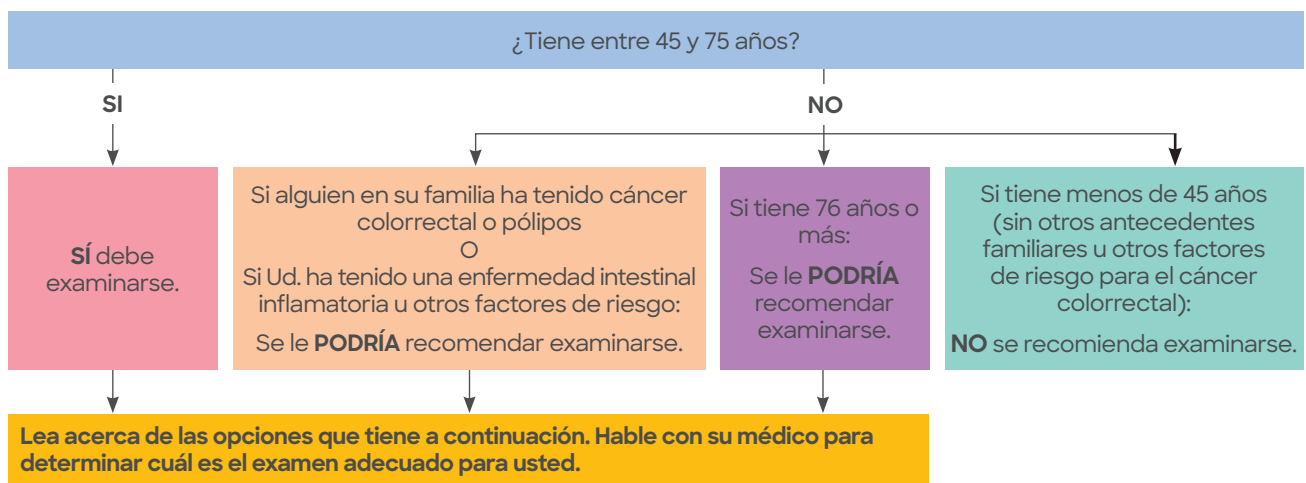 ¿Tiene entre 45 y 75 años?
SI
NO
SÍ debe
examinarse.
Si alguien en su familia ha tenido cáncer
colorrectal o pólipos
O
Si Ud. ha tenido una enfermedad intestinal
inflamatoria u otros factores de riesgo:
Se le PODRÍA recomendar examinarse.
Si tiene 76 años o
más:
Se le PODRÍA
recomendar
examinarse.
Si tiene menos de 45 años
(sin otros antecedentes
familiares u otros factores
de riesgo para el cáncer
colorrectal):
NO se recomienda examinarse.
Lea acerca de las opciones que tiene a continuación. Hable con su médico para
determinar cuál es el examen adecuado para usted.